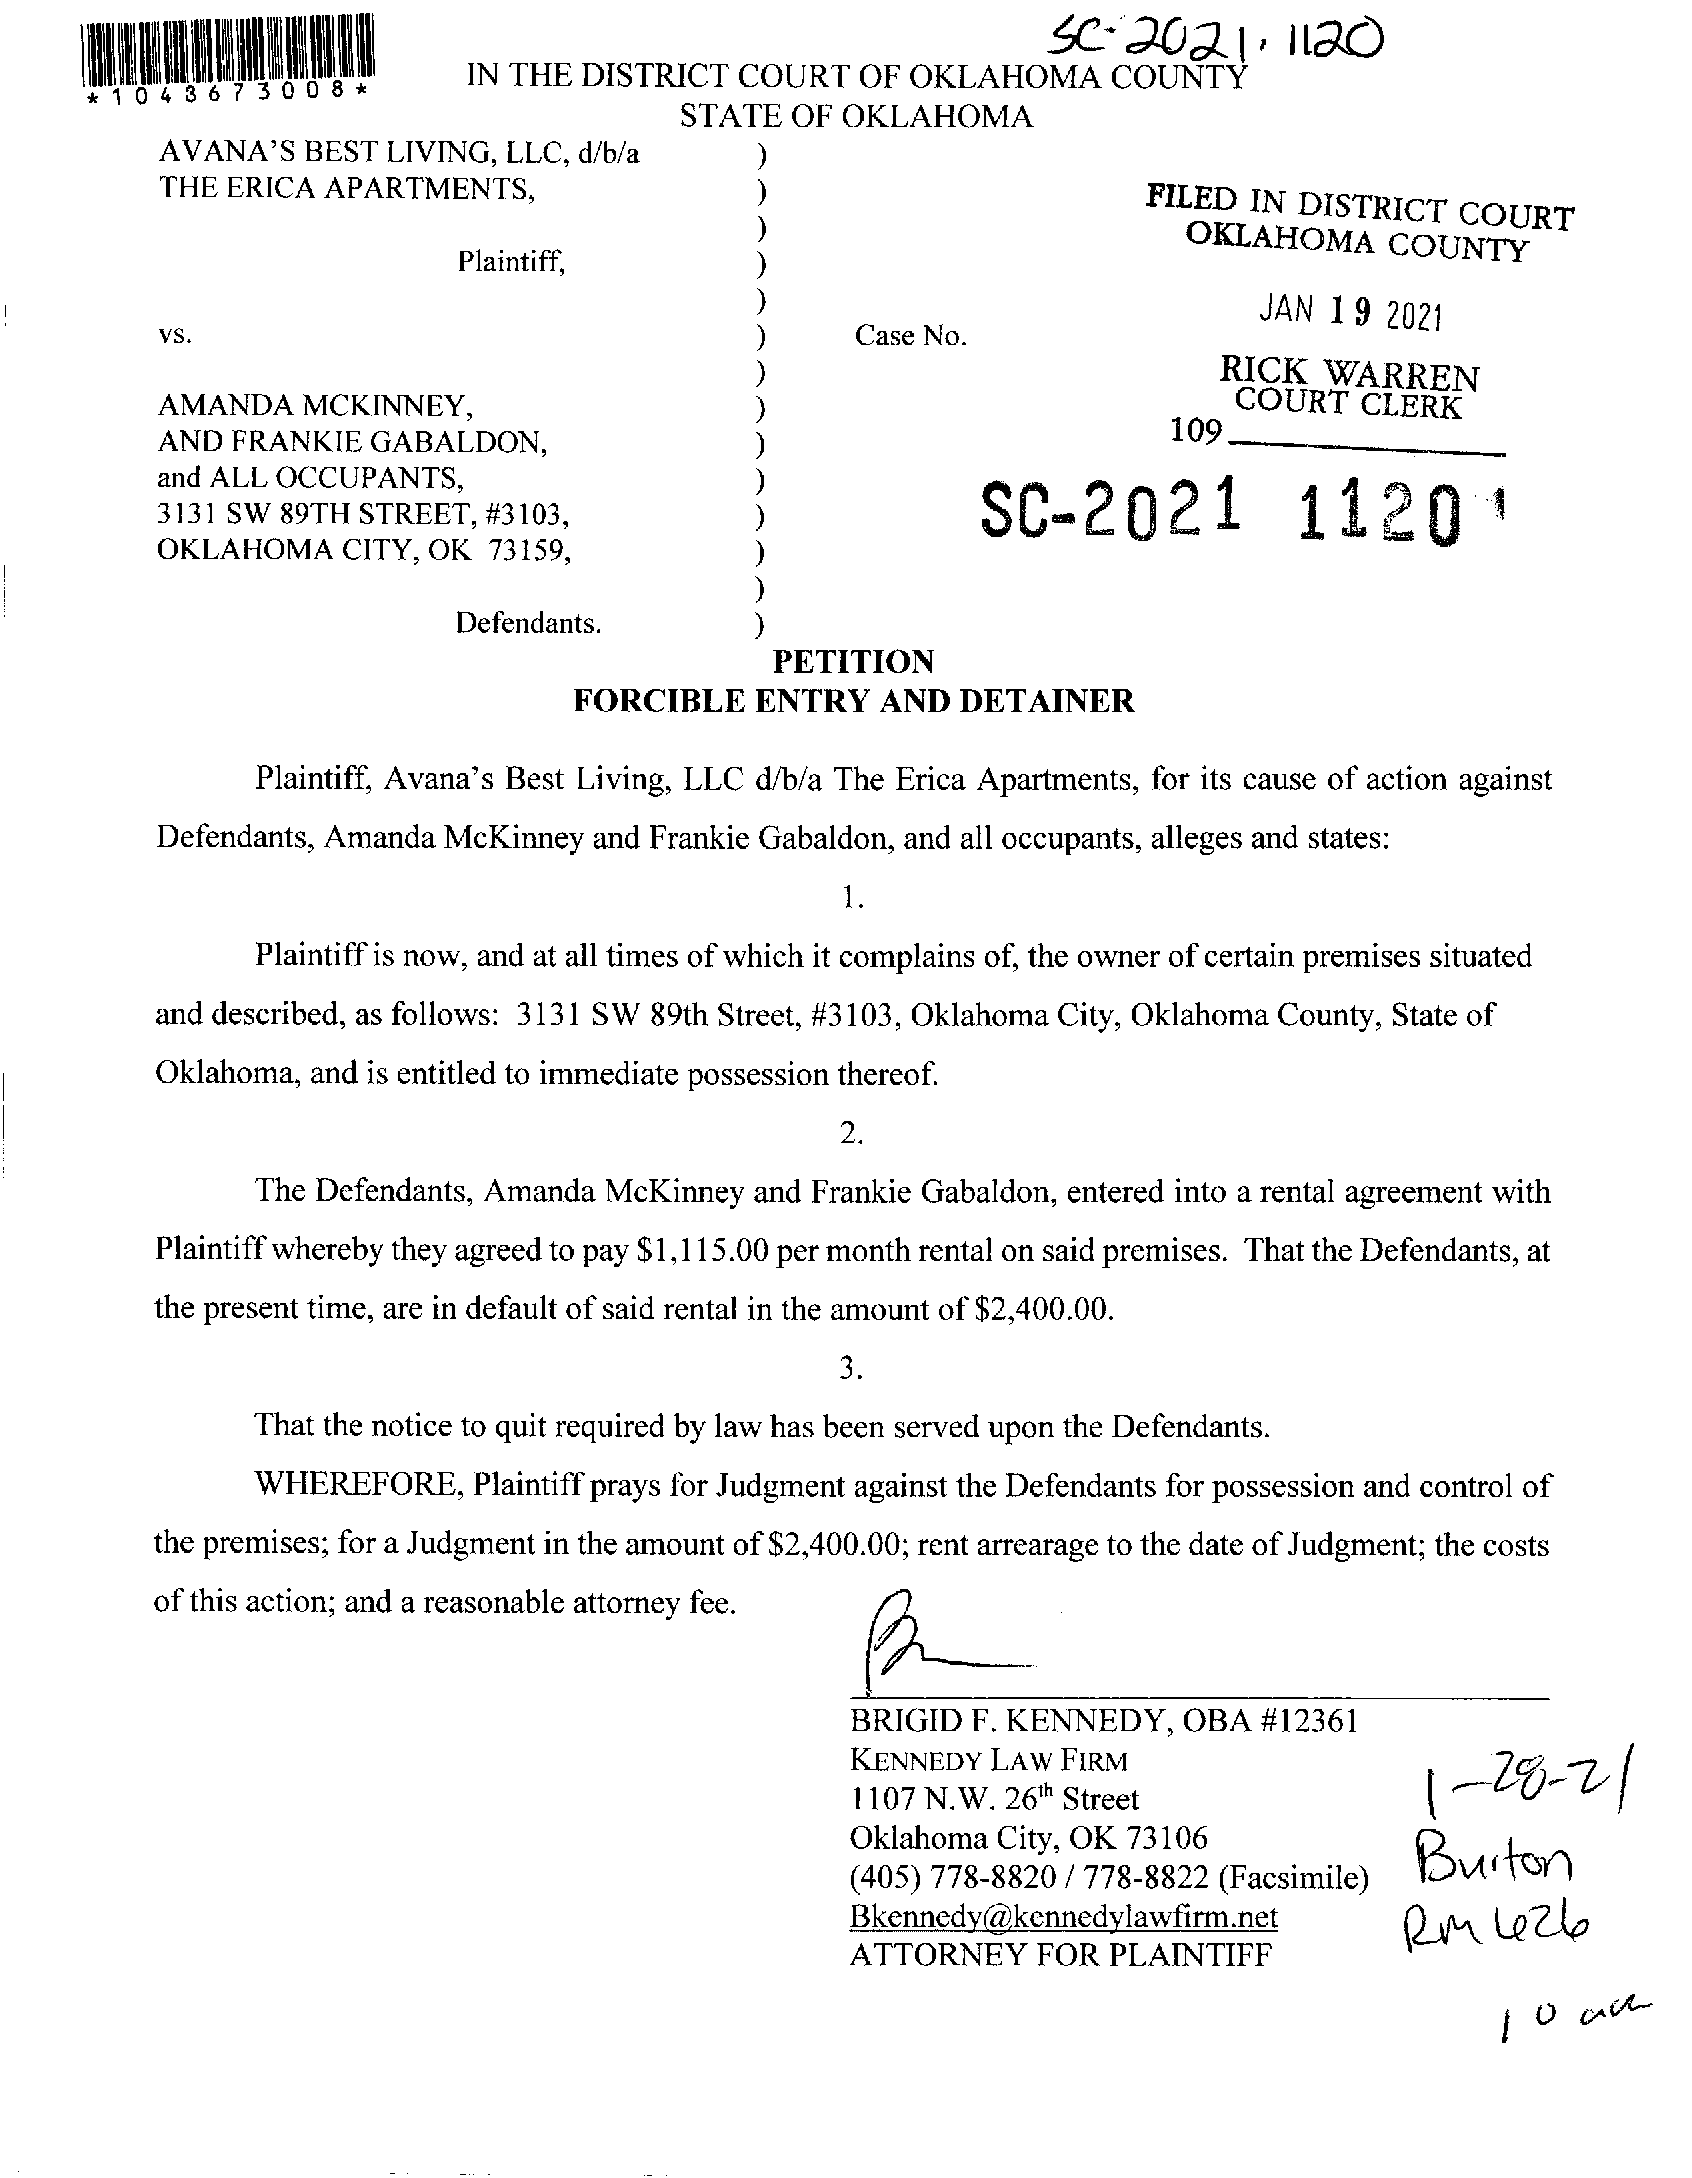 SC-2021-1120
*1043673008*
IN THE DISTRICT COURT OF OKLAHOMA COUNTY
STATE OF OKLAHOMA
AVANA'S BEST LIVING, LLC, d/b/a )
THE ERICA APARTMENTS, )
)
Plaintiff, )
)
vs. ) Case No.
)
AMANDA MCKINNEY, )
AND FRANKIE GABALDON, )
and ALL OCCUPANTS, )
3131 SW 89TH STREET, #3103, )
OKLAHOMA CITY, OK 73159, )
)
Defendants. )
FILED IN DISTRICT COURT
OKLAHOMA COUNTY
JAN 19 2021
RICK WARREN
COURT CLERK
109
SC-2021 1120
PETITION
FORCIBLE ENTRY AND DETAINER
Plaintiff, Avana's Best Living, LLC d/b/a The Erica Apartments, for its cause of action against
Defendants, Amanda McKinney and Frankie Gabaldon, and all occupants, alleges and states:
1.
Plaintiff is now, and at all times of which it complains of, the owner of certain premises situated
and described, as follows: 3131 SW 89th Street, #3103, Oklahoma City, Oklahoma County, State of
Oklahoma, and is entitled to immediate possession thereof.
2.
The Defendants, Amanda McKinney and Frankie Gabaldon, entered into a rental agreement with
Plaintiff whereby they agreed to pay $1,115.00 per month rental on said premises. That the Defendants, at
the present time, are in default of said rental in the amount of $2,400.00.
3.
That the notice to quit required by law has been served upon the Defendants.
WHEREFORE, Plaintiff prays for Judgment against the Defendants for possession and control of
the premises; for a Judgment in the amount of $2,400.00; rent arrearage to the date of Judgment; the costs
of this action; and a reasonable attorney fee.
BRIGID F. KENNEDY, OBA #12361
KENNEDY LAW FIRM
1107 N.W. 26th Street
Oklahoma City, OK 73106
(405) 778-8820 / 778-8822 (Facsimile)
Bkennedy@kennedylawfirm.net
ATTORNEY FOR PLAINTIFF
1-28-21
Burton
RM 626
10 am